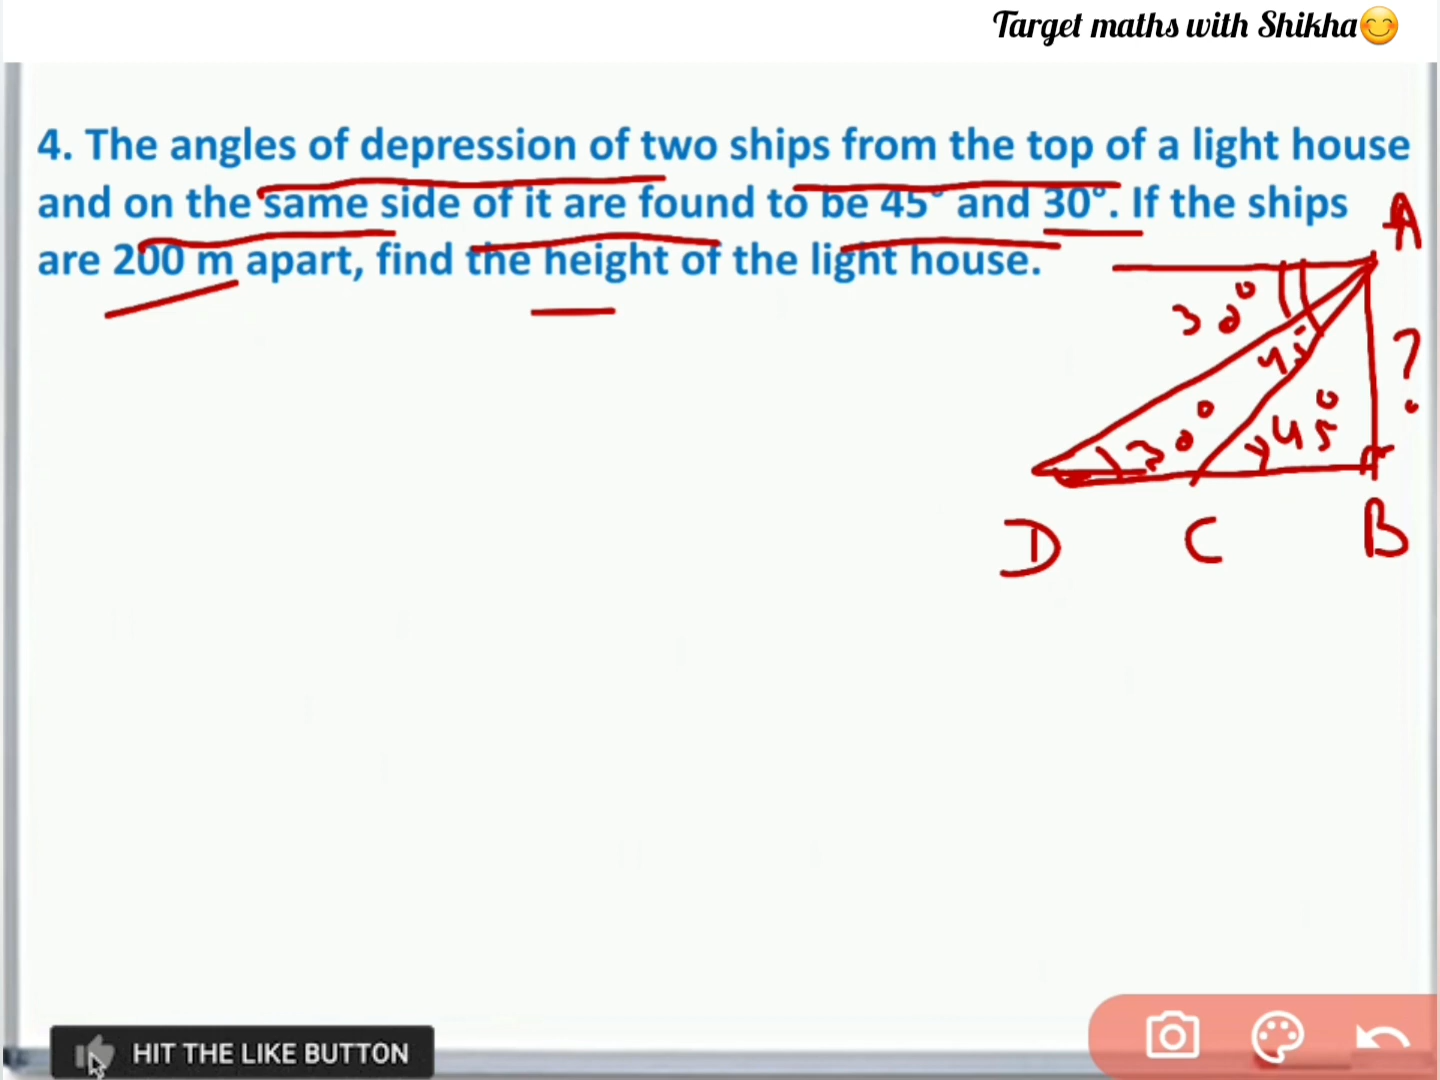 Target maths with Shikha😊
4. The angles of depression of two ships from the top of a light house
and on the same side of it are found to be 45° and 30°. If the ships
are 200 m apart, find the height of the light house.
A
30°
45
?
30°
45°
D C B
HIT THE LIKE BUTTON